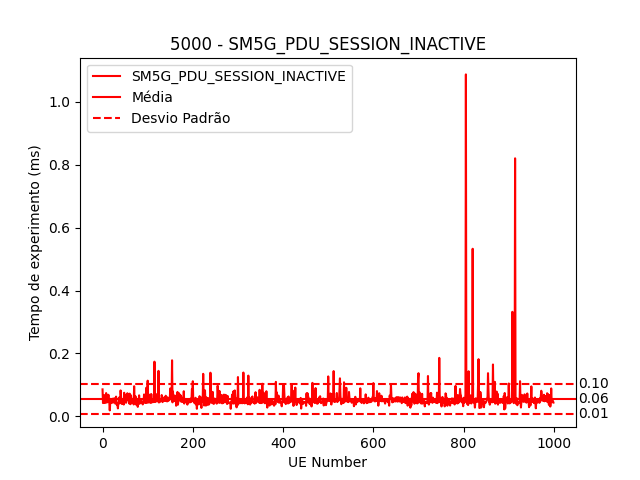 5000 - SM5G_PDU_SESSION_INACTIVE
SM5G_PDU_SESSION_INACTIVE
Média
Desvio Padrão
Tempo de experimento (ms)
1.0
0.8
0.6
0.4
0.2
0.0
0.10
0.06
0.01
0 200 400 600 800 1000
UE Number